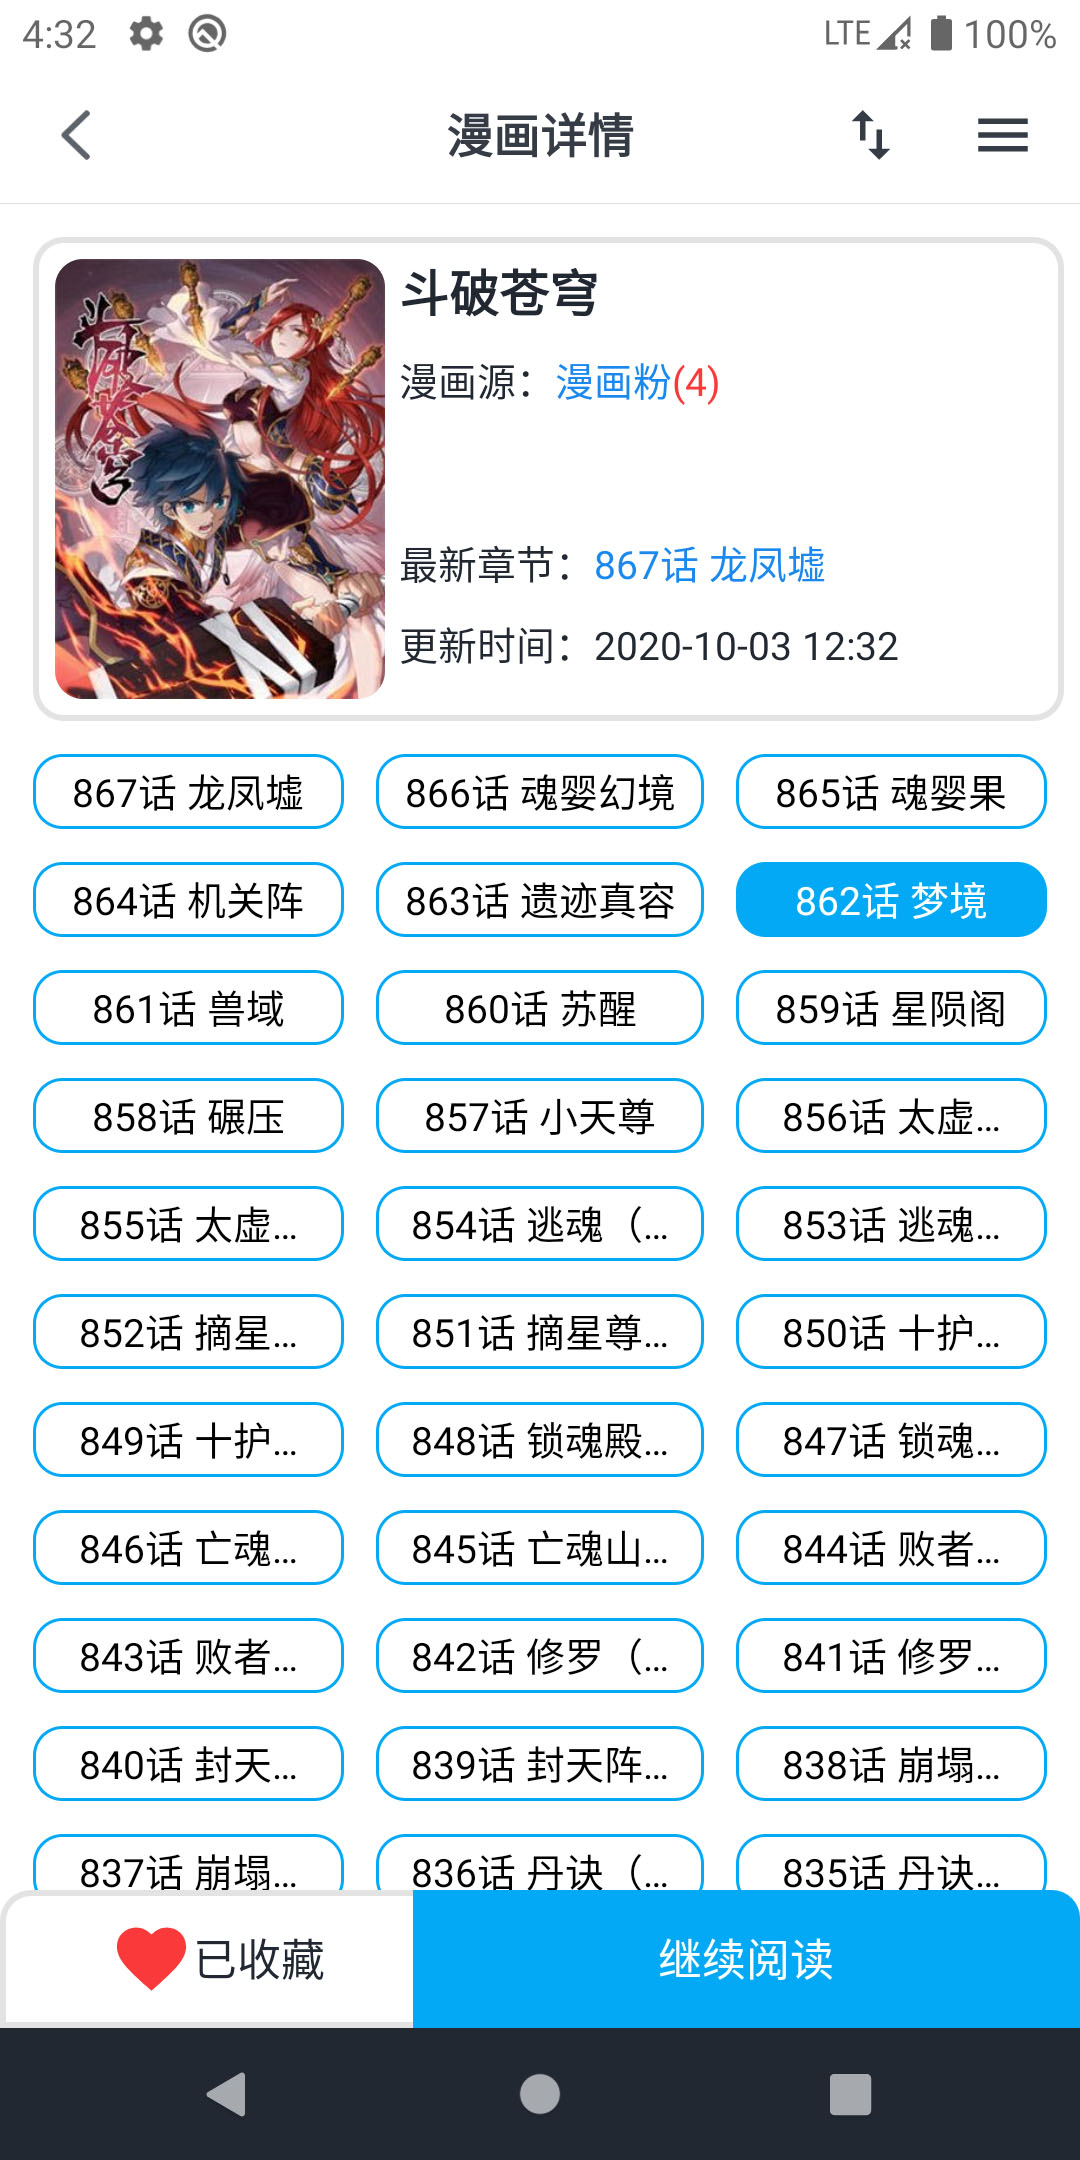 4:32 LTE 100%
漫画详情
斗破苍穹
斗破苍穹
漫画源：漫画粉(4)
最新章节：867话 龙凤墟
更新时间：2020-10-03 12:32
867话 龙凤墟 866话 魂婴幻境 865话 魂婴果
864话 机关阵 863话 遗迹真容 862话 梦境
861话 兽域 860话 苏醒 859话 星陨阁
858话 碾压 857话 小天尊 856话 太虚...
855话 太虚... 854话 逃魂（... 853话 逃魂...
852话 摘星... 851话 摘星尊... 850话 十护...
849话 十护... 848话 锁魂殿... 847话 锁魂...
846话 亡魂... 845话 亡魂山... 844话 败者...
843话 败者... 842话 修罗（... 841话 修罗...
840话 封天... 839话 封天阵... 838话 崩塌...
837话 崩塌... 836话 丹诀（... 835话 丹诀...
已收藏 继续阅读